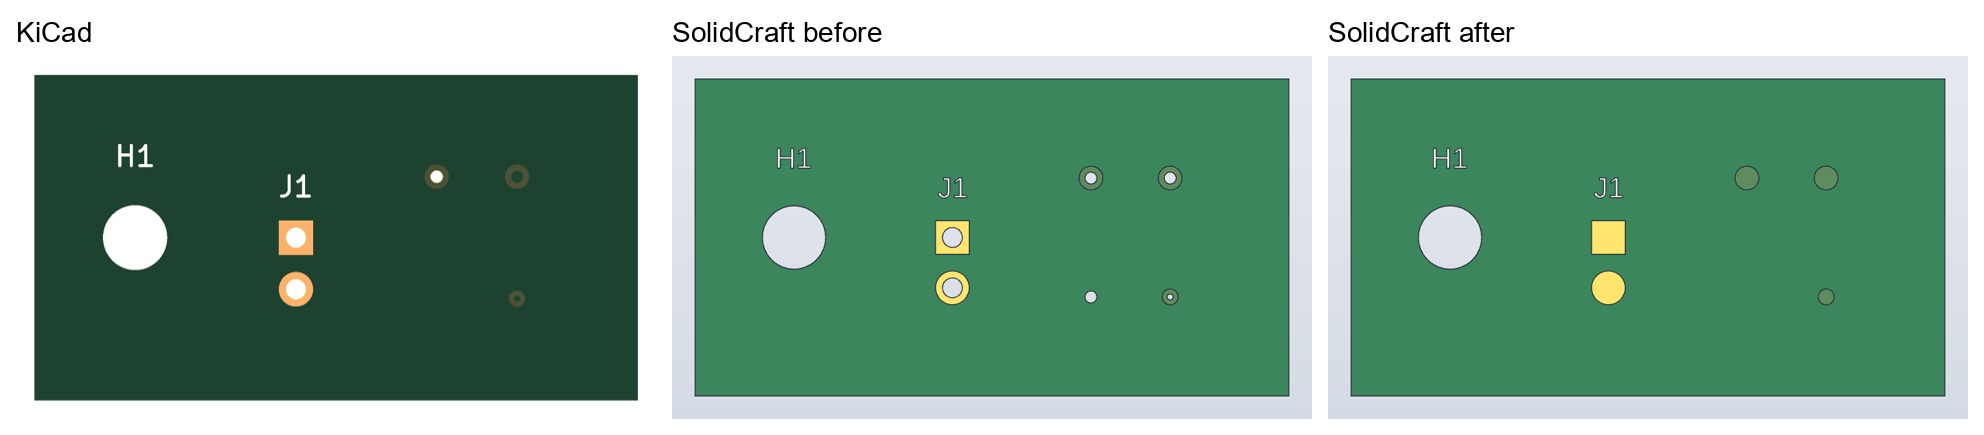 KiCad
SolidCraft before
SolidCraft after
H1
J1
H1
J1
H1
J1